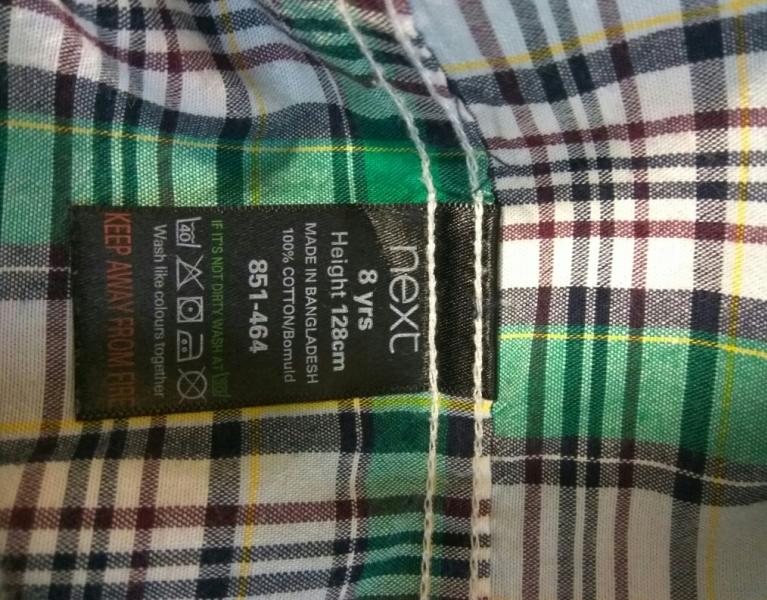 next
8 yrs
Height 128cm
MADE IN BANGLADESH
100% COTTON/Bomuld
851-464
IF IT'S NOT DIRTY WASH AT
40
Wash like colours together
KEEP AWAY FROM FIRE